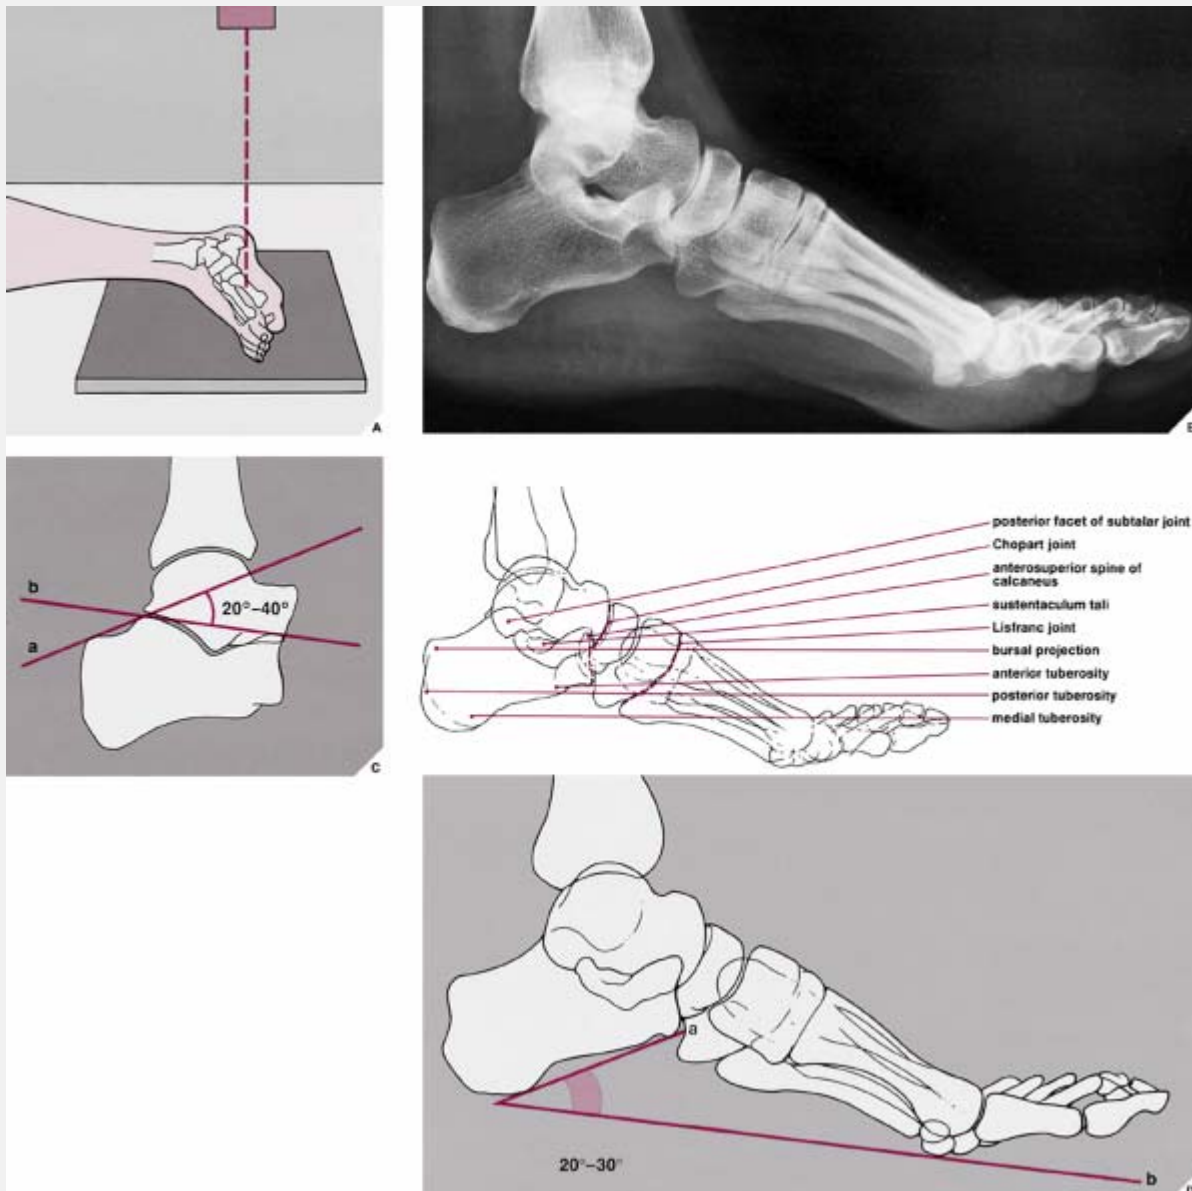 A
B
b
20°–40°
a
C
posterior facet of subtalar joint
Chopart joint
anterosuperior spine of
calcaneus
sustentaculum tali
Lisfranc joint
bursal projection
anterior tuberosity
posterior tuberosity
medial tuberosity
a
20°–30°
b